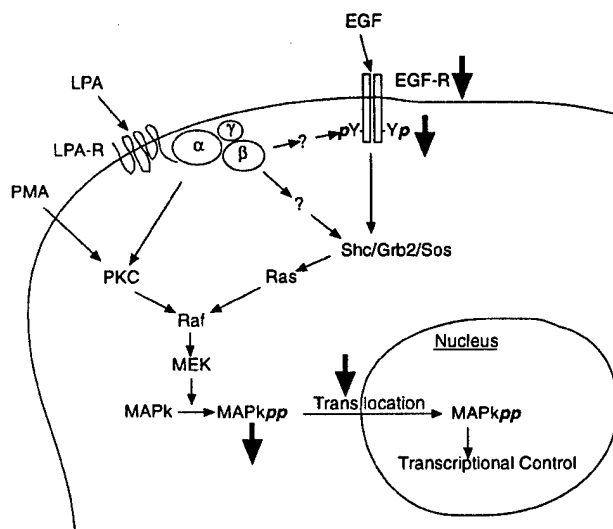 EGF
EGF-R
LPA
LPA-R
α
γ
β
?
pY
Yp
PMA
?
Shc/Grb2/Sos
PKC
Ras
Raf
MEK
Nucleus
MAPk
MAPkpp
Translocation
MAPkpp
Transcriptional Control